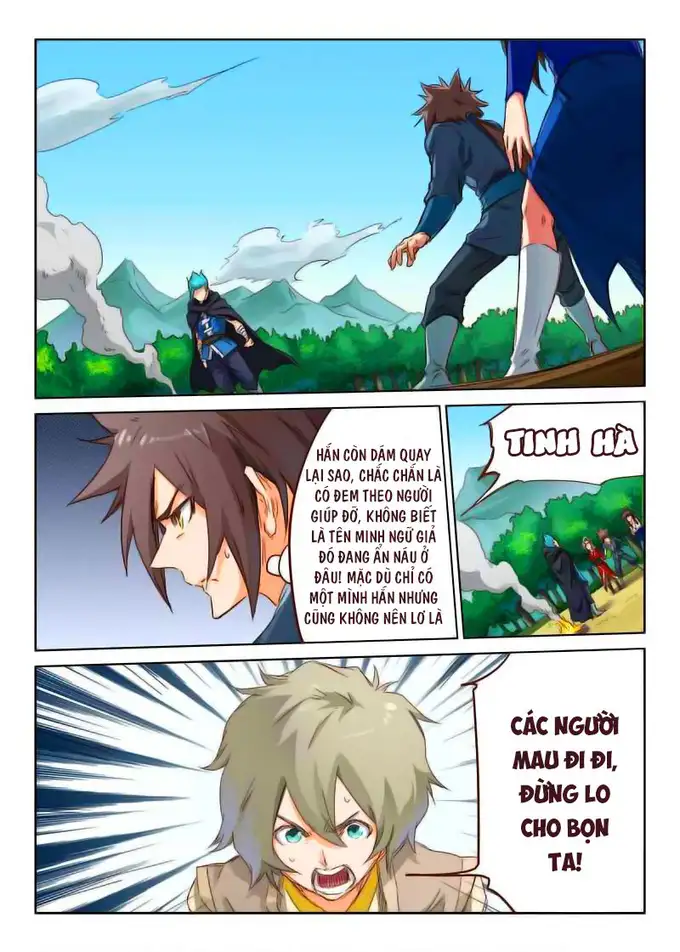 HẮN CÒN DÁM QUAY
LẠI SAO, CHẮC CHẮN LÀ
CÓ ĐEM THEO NGƯỜI
GIÚP ĐỠ, KHÔNG BIẾT
LÀ TÊN MINH NGỮ GIẢ
ĐÓ ĐANG ẨN NÁU Ở
ĐÂU! MẶC DÙ CHỈ CÓ
MỘT MÌNH HẮN NHƯNG
CŨNG KHÔNG NÊN LƠ LÀ
TINH HÀ
CÁC NGƯỜI
MAU ĐI ĐI,
ĐỪNG LO
CHO BỌN
TA!